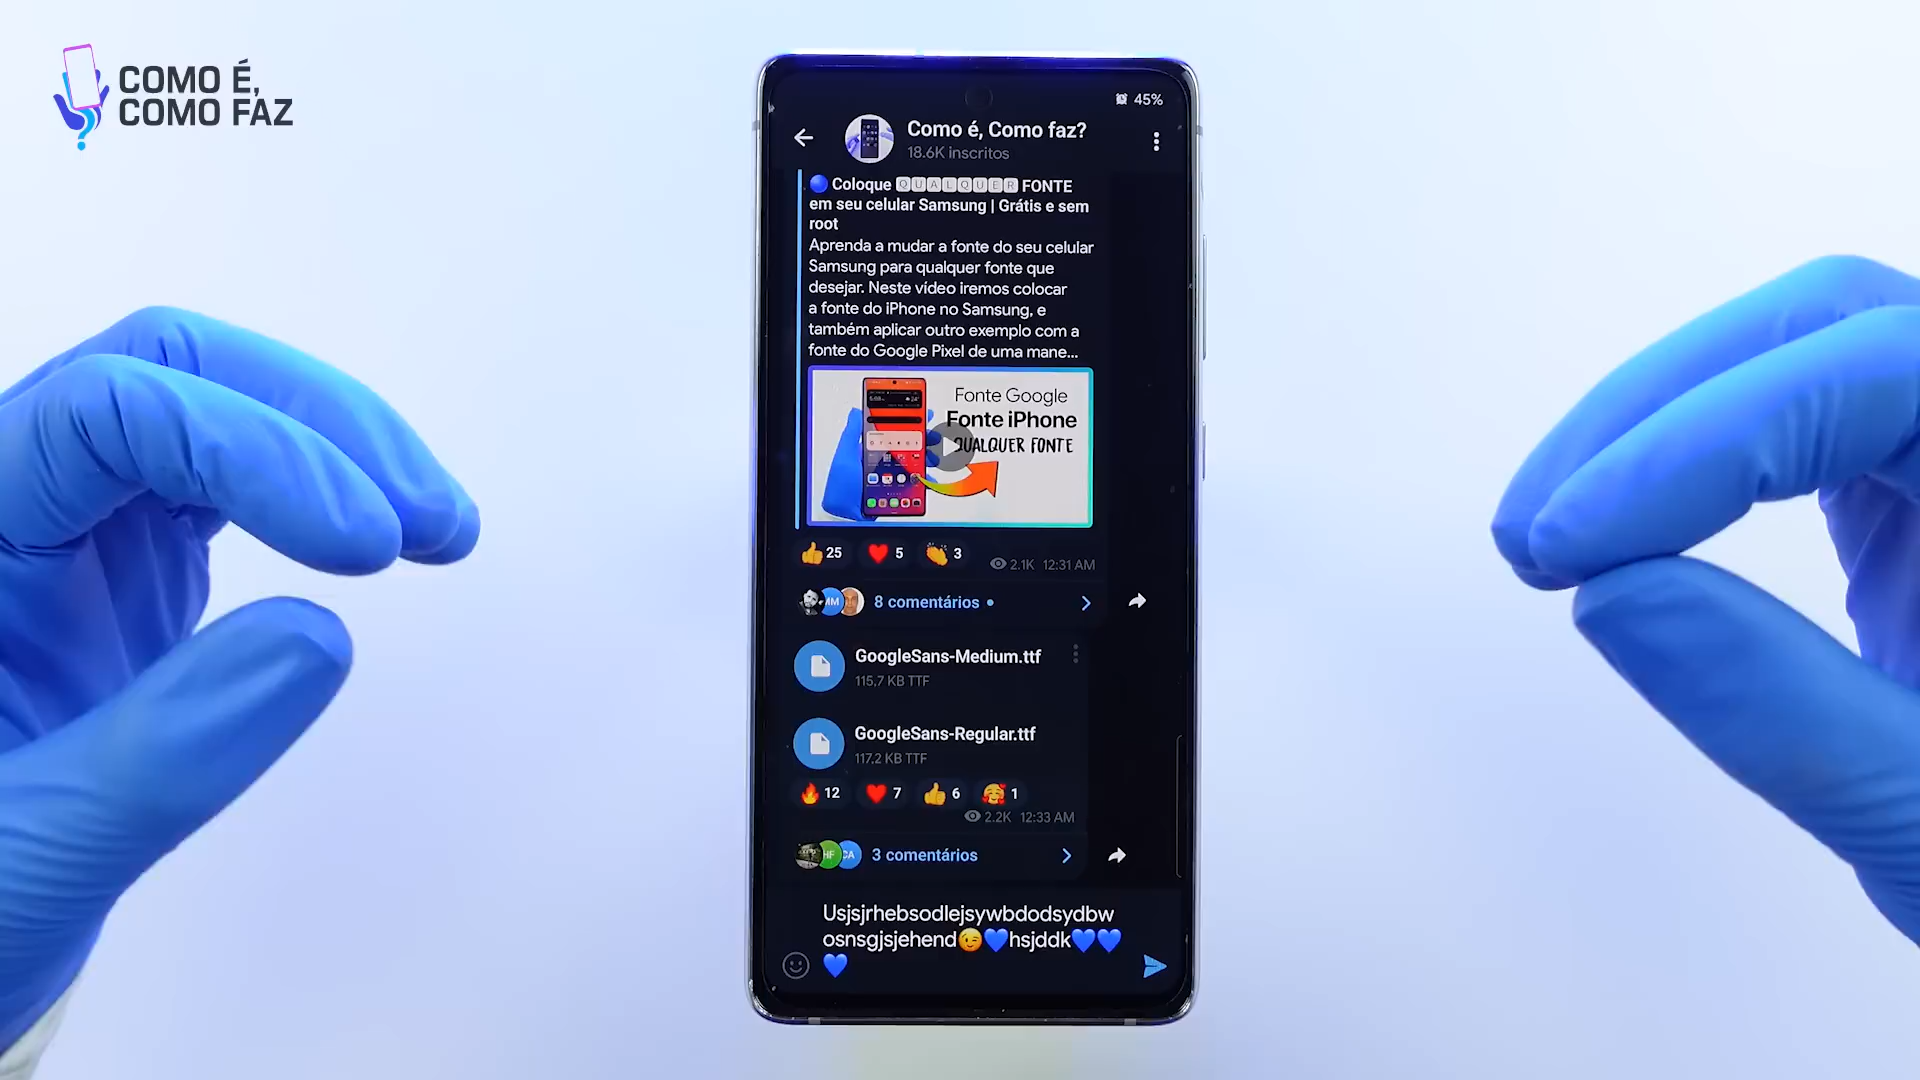 COMO É,
COMO FAZ
45%
Como é, Como faz?
18.6K inscritos
🔵 Coloque 🅀🅄🄰🄻🅀🅄🄴🅁 FONTE
em seu celular Samsung | Grátis e sem
root
Aprenda a mudar a fonte do seu celular
Samsung para qualquer fonte que
desejar. Neste vídeo iremos colocar
a fonte do iPhone no Samsung, e
também aplicar outro exemplo com a
fonte do Google Pixel de uma mane...
Fonte Google
Fonte iPhone
QUALQUER FONTE
👍 25 ❤️ 5 👏 3
2.1K 12:31 AM
MM
8 comentários
GoogleSans-Medium.ttf
115,7 KB TTF
GoogleSans-Regular.ttf
117,2 KB TTF
🔥 12 ❤️ 7 👍 6 🥰 1
2.2K 12:33 AM
HF CA
3 comentários
Usjsjrhebsodlejsywbdodsydbw
osnsgjsjehend😉💙hsjddk💙💙
💙